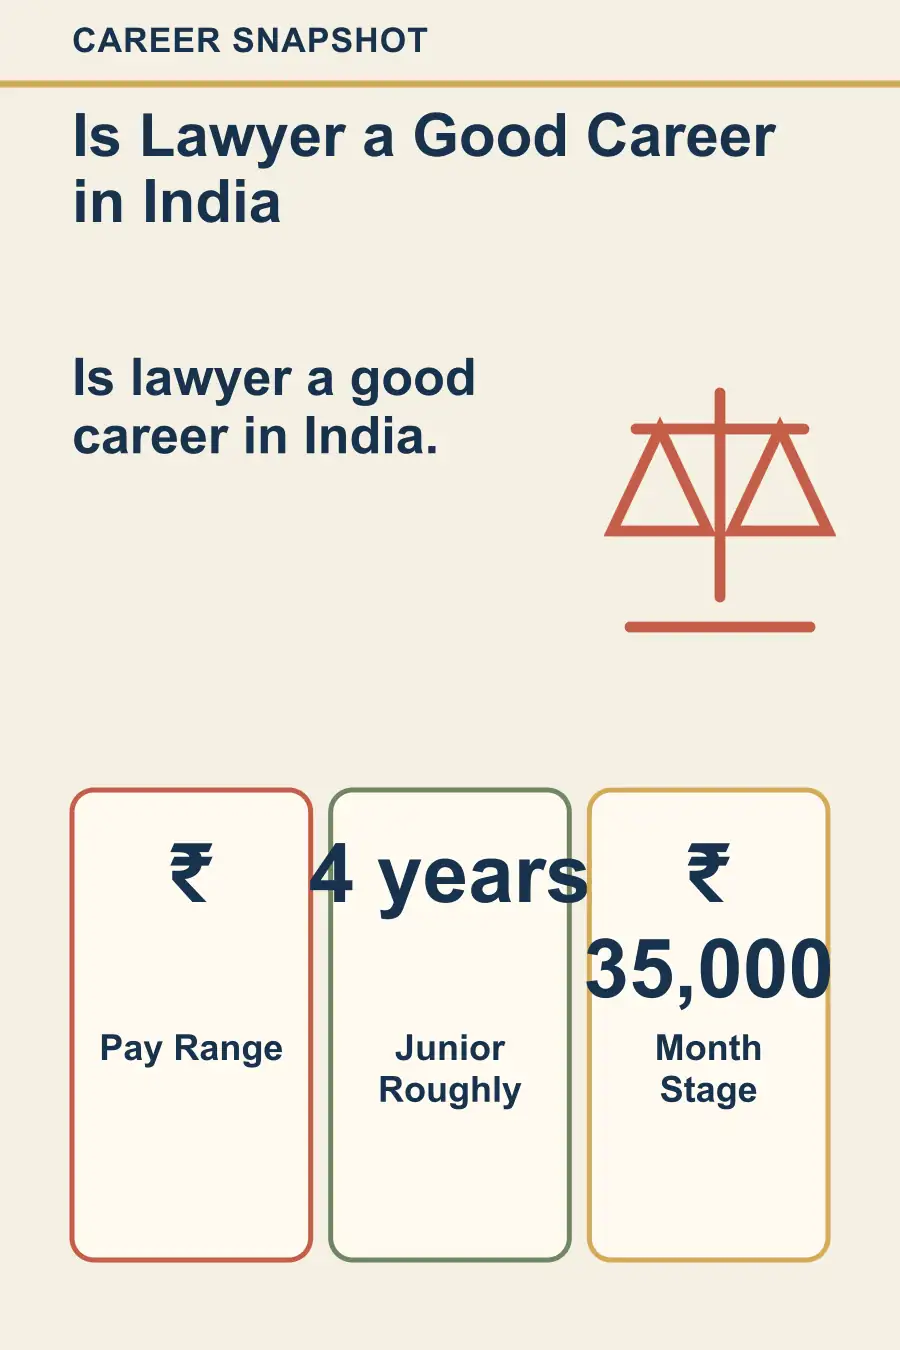 CAREER SNAPSHOT
Is Lawyer a Good Career
in India
Is lawyer a good
career in India.
₹
Pay Range
4 years
Junior
Roughly
₹
35,000
Month
Stage